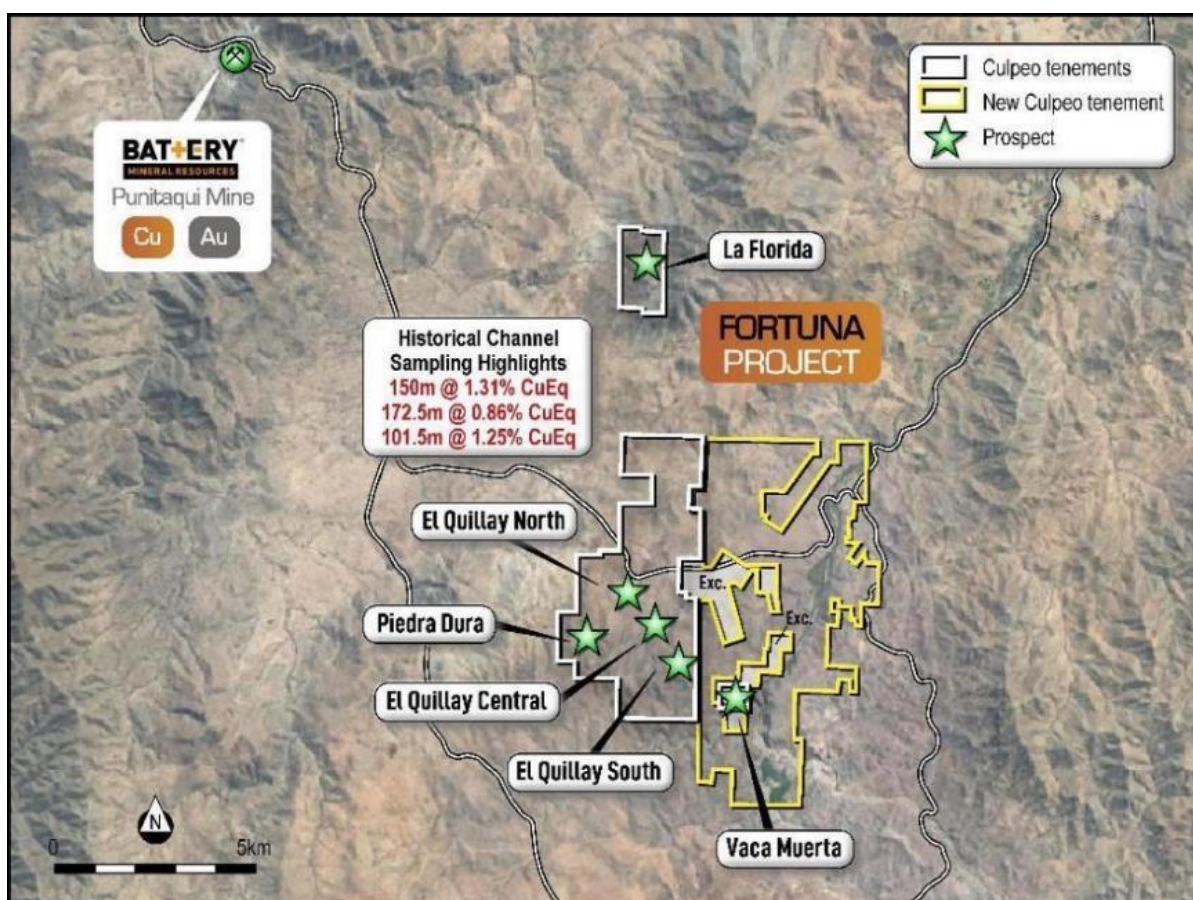 Culpeo tenements
New Culpeo tenement
Prospect
BATTERY
MINERAL RESOURCES
Punitaqui Mine
Cu Au
La Florida
FORTUNA
PROJECT
Historical Channel
Sampling Highlights
150m @ 1.31% CuEq
172.5m @ 0.86% CuEq
101.5m @ 1.25% CuEq
El Quillay North
Exc.
Exc.
Piedra Dura
El Quillay Central
El Quillay South
Vaca Muerta
N
0 5km